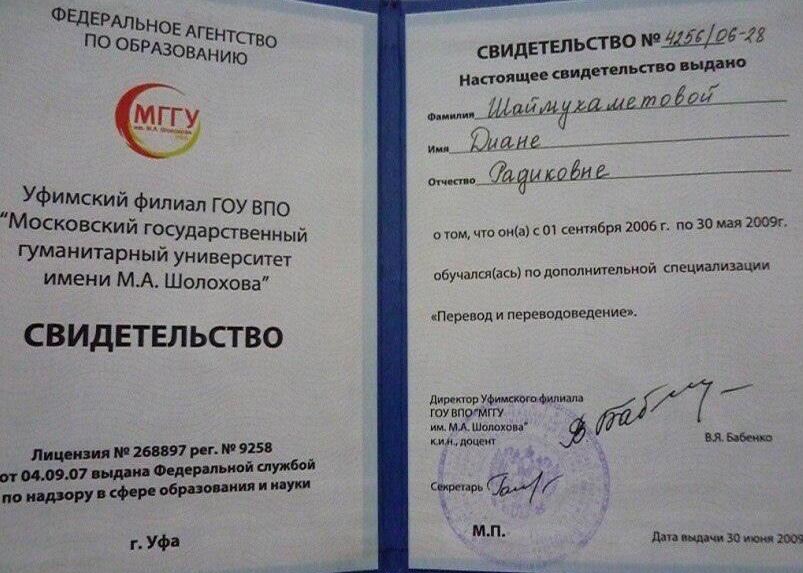 ФЕДЕРАЛЬНОЕ АГЕНТСТВО
ПО ОБРАЗОВАНИЮ
МГГУ
им. М.А. Шолохова
Уфимский филиал ГОУ ВПО
"Московский государственный
гуманитарный университет
имени М.А. Шолохова"
СВИДЕТЕЛЬСТВО
Лицензия № 268897 рег. № 9258
от 04.09.07 выдана Федеральной службой
по надзору в сфере образования и науки
г. Уфа
СВИДЕТЕЛЬСТВО № 4256/06-28
Настоящее свидетельство выдано
Фамилия Шаймухаметовой
Имя Диане
Отчество Радиковне
о том, что он(а) с 01 сентября 2006 г. по 30 мая 2009г.
обучался(ась) по дополнительной специализации
«Перевод и переводоведение».
Директор Уфимского филиала
ГОУ ВПО "МГГУ
им. М.А. Шолохова"
к.и.н., доцент
В.Я. Бабенко
Секретарь
М.П.
Дата выдачи 30 июня 2009